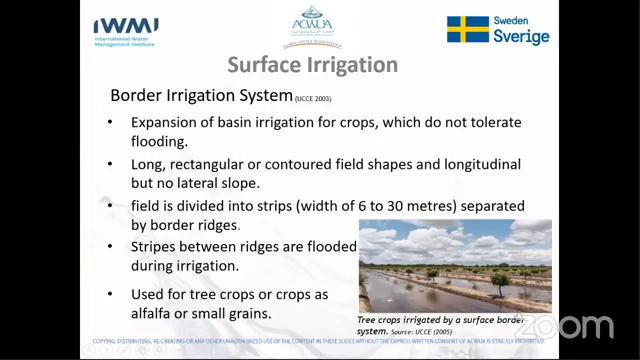 IWMI
International Water
Management Institute
ACWUA
Sweden
Sverige
Surface Irrigation
Border Irrigation System (UCCE 2003)
• Expansion of basin irrigation for crops, which do not tolerate
flooding.
• Long, rectangular or contoured field shapes and longitudinal
but no lateral slope.
• field is divided into strips (width of 6 to 30 metres) separated
by border ridges.
• Stripes between ridges are flooded
during irrigation.
• Used for tree crops or crops as
alfalfa or small grains.
Tree crops irrigated by a surface border
system. Source: UCCE (2005)
zoom
COPYING, DISTRIBUTING, RE-CREATING OR ANY OTHER UNAUTHORIZED USE OF THE CONTENT IN THESE SLIDES WITHOUT THE EXPRESS WRITTEN CONSENT OF ACWUA IS STRICTLY PROHIBITED.